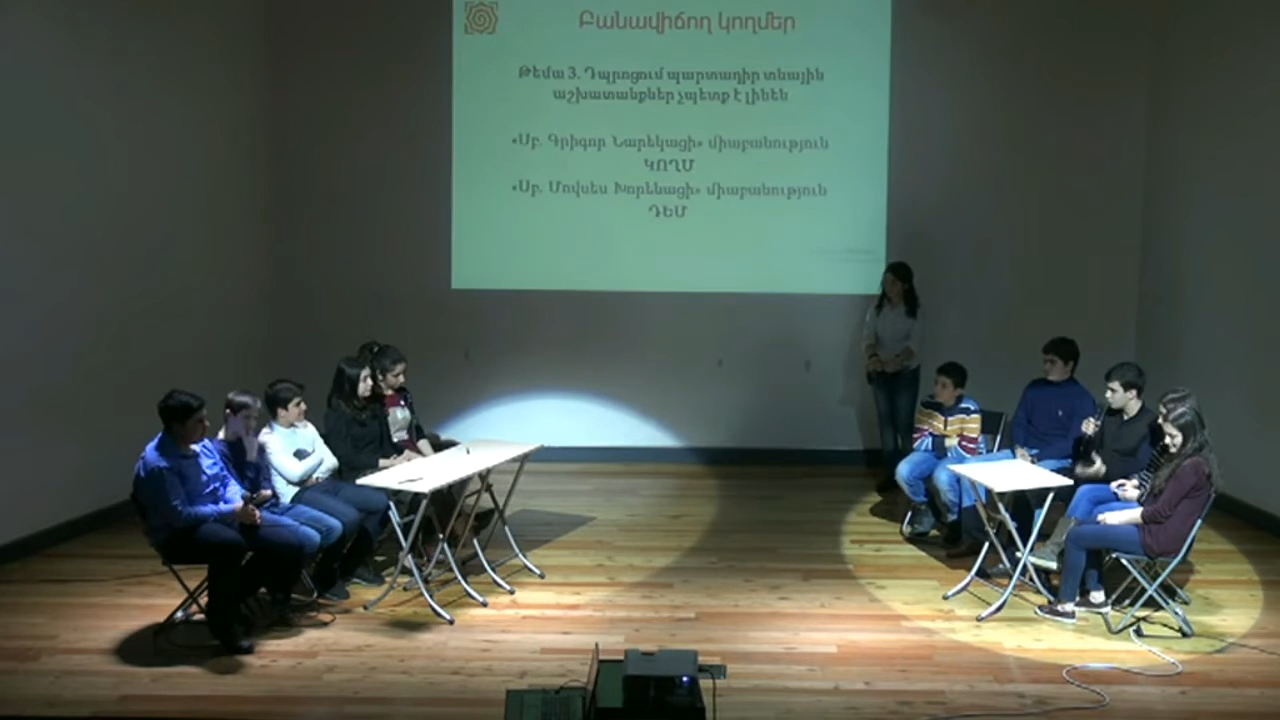 Բանավիճող կողմեր
Թեմա 3. Դպրոցում պարտադիր տնային
աշխատանքներ չպետք է լինեն
«Սբ. Գրիգոր Նարեկացի» միաբանություն
ԿՈՂՄ
«Սբ. Մովսես Խորենացի» միաբանություն
ԴԵՄ